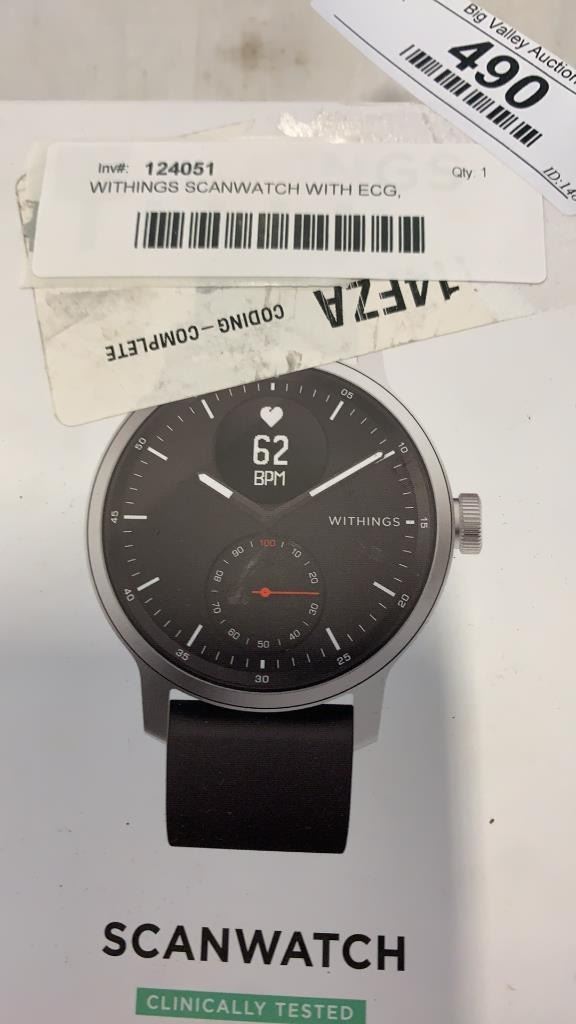 Big Valley Auction
490
Inv#: 124051 Qty. 1
WITHINGS SCANWATCH WITH ECG,
CODING-COMPLETE
62
BPM
05
10
WITHINGS
15
20
25
30
35
40
45
50
100
10
20
30
40
50
60
70
80
90
SCANWATCH
CLINICALLY TESTED